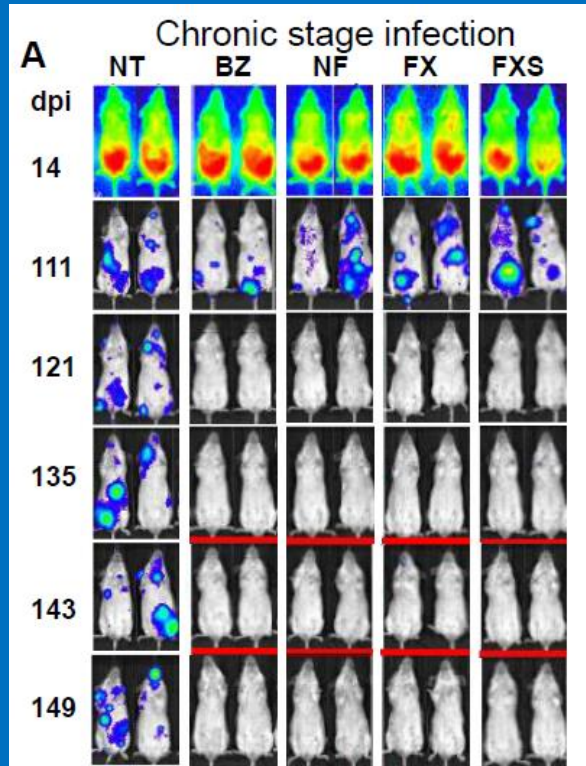 Chronic stage infection
A
NT BZ NF FX FXS
dpi
14
111
121
135
143
149